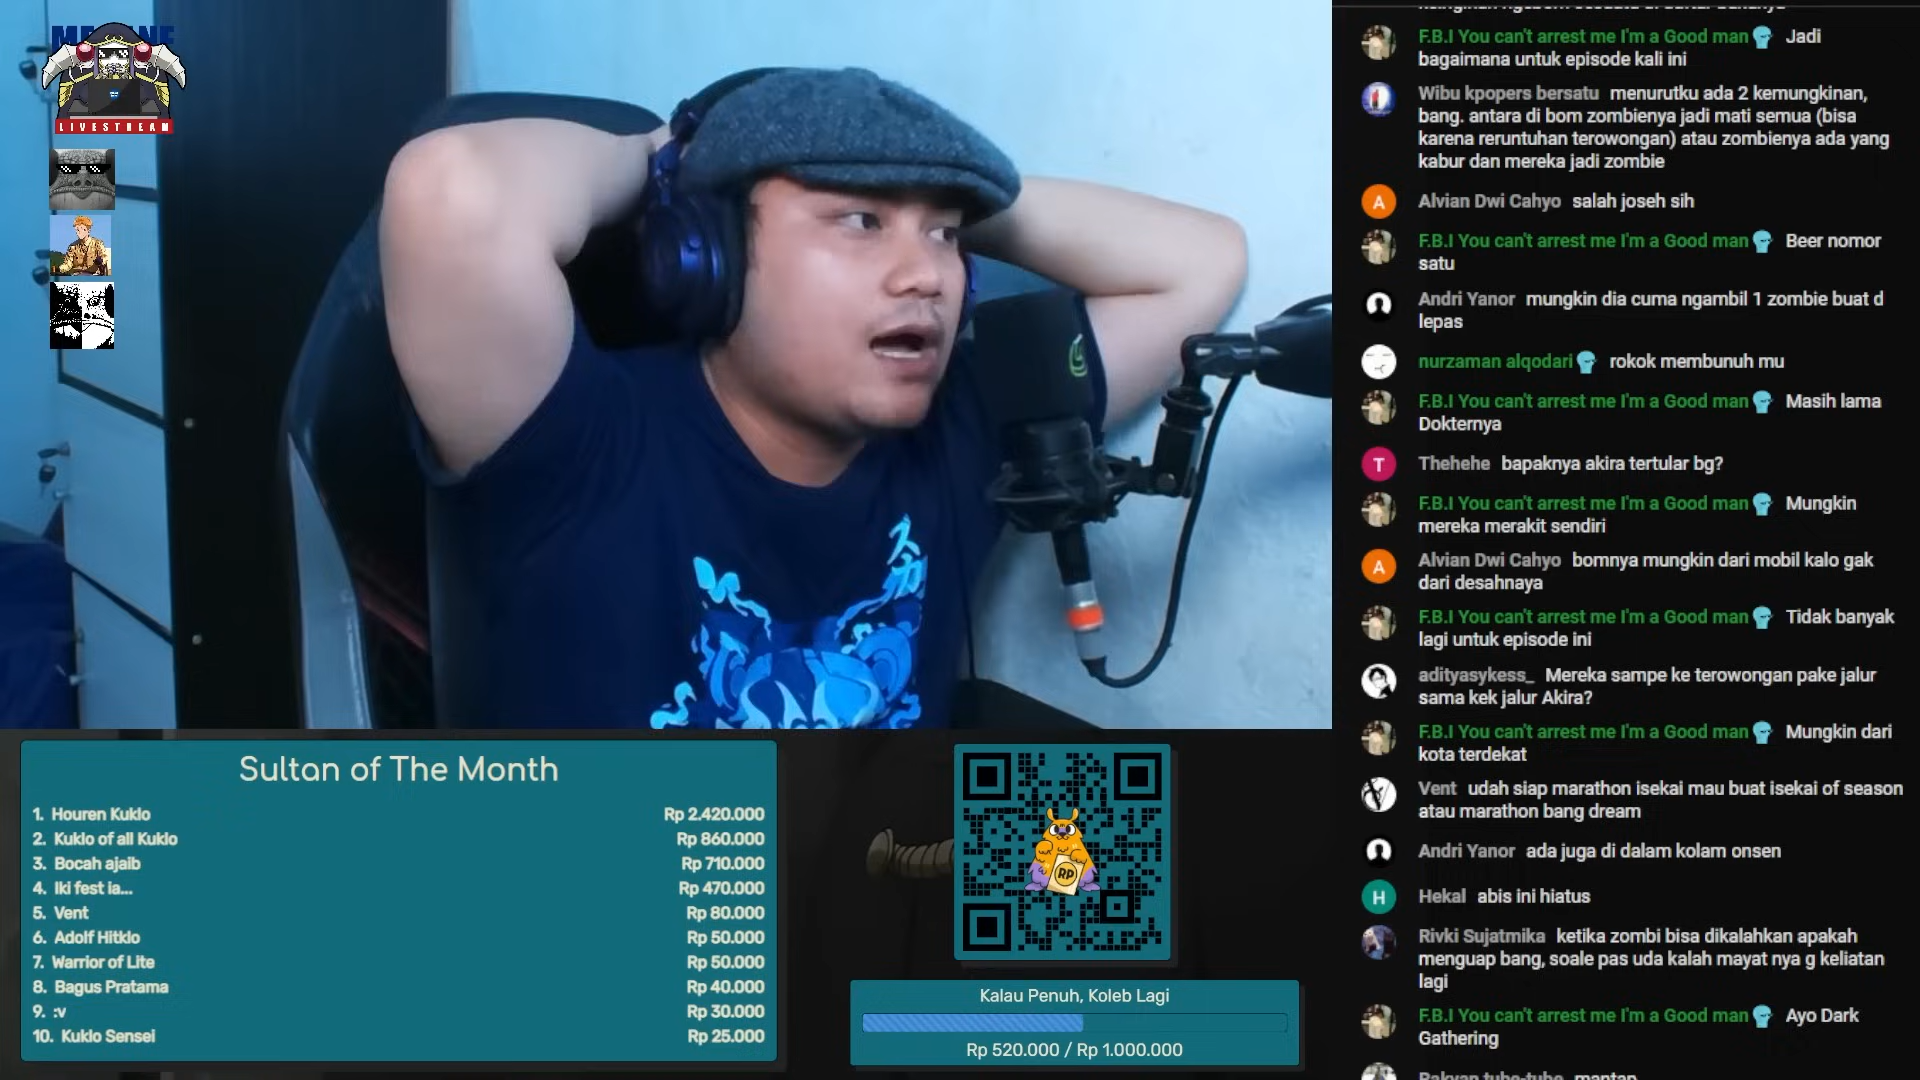 LIVESTREAM
スカ
Sultan of The Month
1. Houren Kuklo Rp 2.420.000
2. Kuklo of all Kuklo Rp 860.000
3. Bocah ajaib Rp 710.000
4. Iki fest ia... Rp 470.000
5. Vent Rp 80.000
6. Adolf Hitklo Rp 50.000
7. Warrior of Lite Rp 50.000
8. Bagus Pratama Rp 40.000
9. :v Rp 30.000
10. Kuklo Sensei Rp 25.000
RP
Kalau Penuh, Koleb Lagi
Rp 520.000 / Rp 1.000.000
F.B.I You can't arrest me I'm a Good man Jadi
bagaimana untuk episode kali ini
Wibu kpopers bersatu menurutku ada 2 kemungkinan,
bang. antara di bom zombienya jadi mati semua (bisa
karena reruntuhan terowongan) atau zombienya ada yang
kabur dan mereka jadi zombie
A
Alvian Dwi Cahyo salah joseh sih
F.B.I You can't arrest me I'm a Good man Beer nomor
satu
Andri Yanor mungkin dia cuma ngambil 1 zombie buat d
lepas
nurzaman alqodari rokok membunuh mu
F.B.I You can't arrest me I'm a Good man Masih lama
Dokternya
T
Thehehe bapaknya akira tertular bg?
F.B.I You can't arrest me I'm a Good man Mungkin
mereka merakit sendiri
A
Alvian Dwi Cahyo bomnya mungkin dari mobil kalo gak
dari desahnaya
F.B.I You can't arrest me I'm a Good man Tidak banyak
lagi untuk episode ini
adityasykess_ Mereka sampe ke terowongan pake jalur
sama kek jalur Akira?
F.B.I You can't arrest me I'm a Good man Mungkin dari
kota terdekat
Vent udah siap marathon isekai mau buat isekai of season
atau marathon bang dream
Andri Yanor ada juga di dalam kolam onsen
H
Hekal abis ini hiatus
Rivki Sujatmika ketika zombi bisa dikalahkan apakah
menguap bang, soale pas uda kalah mayat nya g keliatan
lagi
F.B.I You can't arrest me I'm a Good man Ayo Dark
Gathering